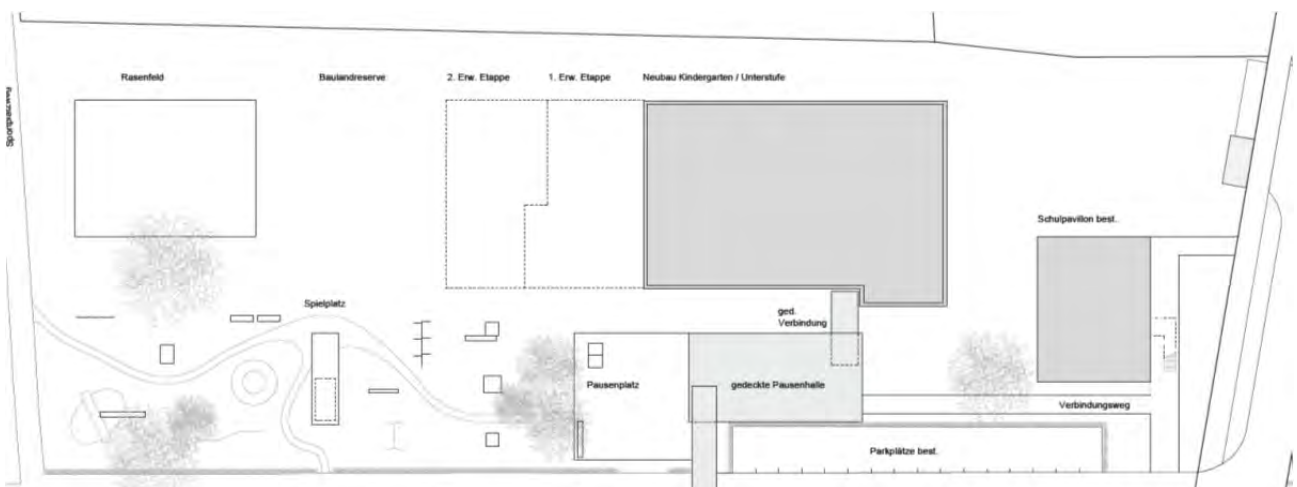 Rasenfeld
Baulandreserve
2. Erw. Etappe
1. Erw. Etappe
Neubau Kindergarten / Unterstufe
Schulpavillon best.
Spielplatz
ged.
Verbindung
Pausenplatz
gedeckte Pausenhalle
Verbindungsweg
Parkplätze best.